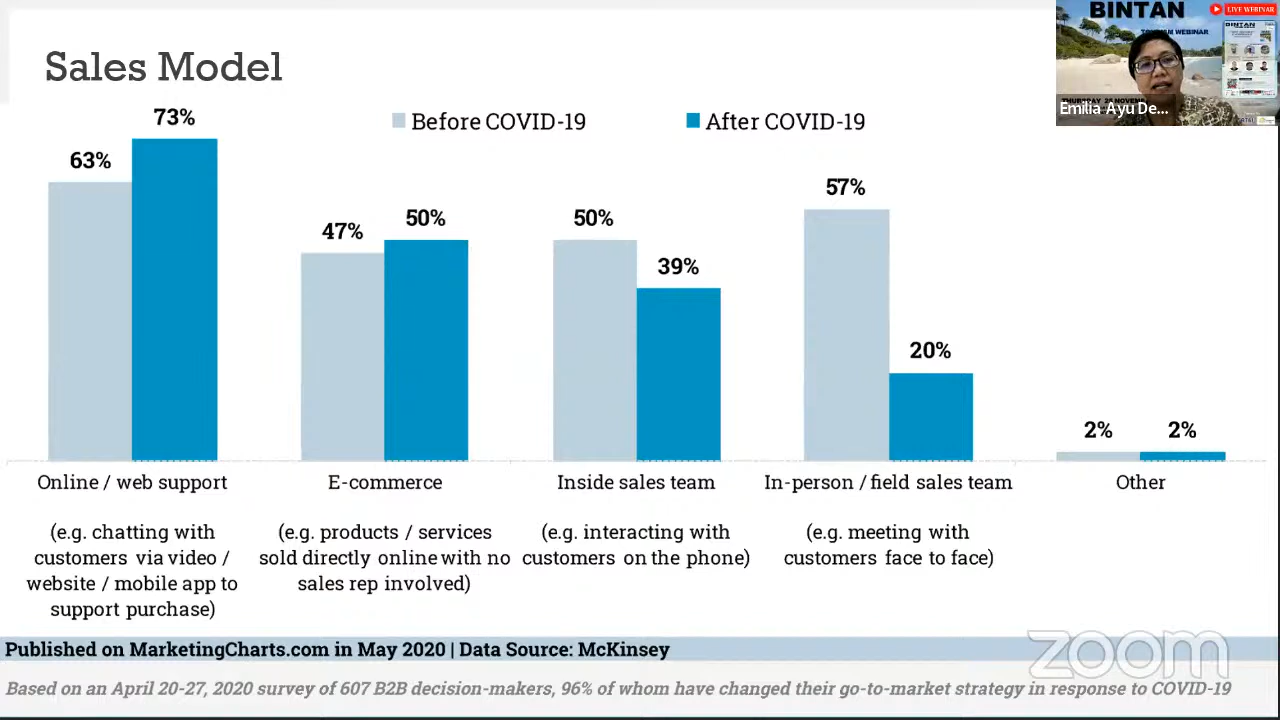 Sales Model
BINTAN
LIVE WEBINAR
WEBINAR
Emilia Ayu De...
Before COVID-19
After COVID-19
63%
73%
47%
50%
50%
39%
57%
20%
2%
2%
Online / web support
(e.g. chatting with
customers via video /
website / mobile app to
support purchase)
E-commerce
(e.g. products / services
sold directly online with no
sales rep involved)
Inside sales team
(e.g. interacting with
customers on the phone)
In-person / field sales team
(e.g. meeting with
customers face to face)
Other
Published on MarketingCharts.com in May 2020 | Data Source: McKinsey
zoom
Based on an April 20-27, 2020 survey of 607 B2B decision-makers, 96% of whom have changed their go-to-market strategy in response to COVID-19